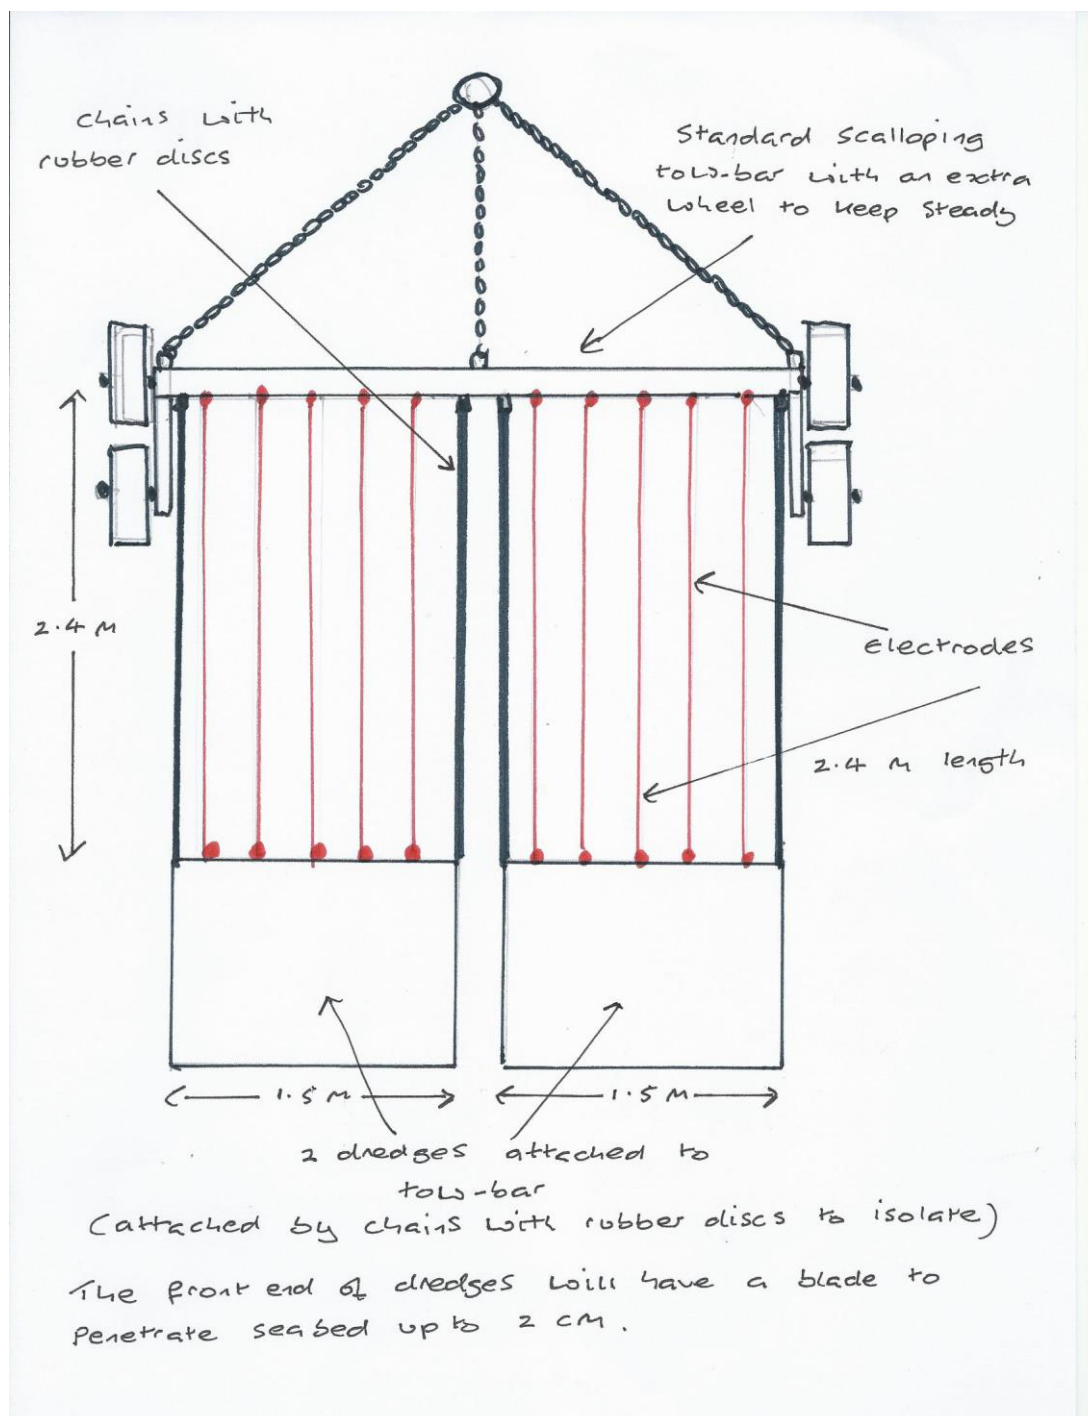 chains with
rubber discs
Standard scalloping
tow-bar with an extra
wheel to keep steady
2.4 M
electrodes
2.4 M length
1.5 M
1.5 M
2 dredges attached to
tow-bar
(attached by chains with rubber discs to isolate)
The front end of dredges will have a blade to
penetrate seabed up to 2 cm.